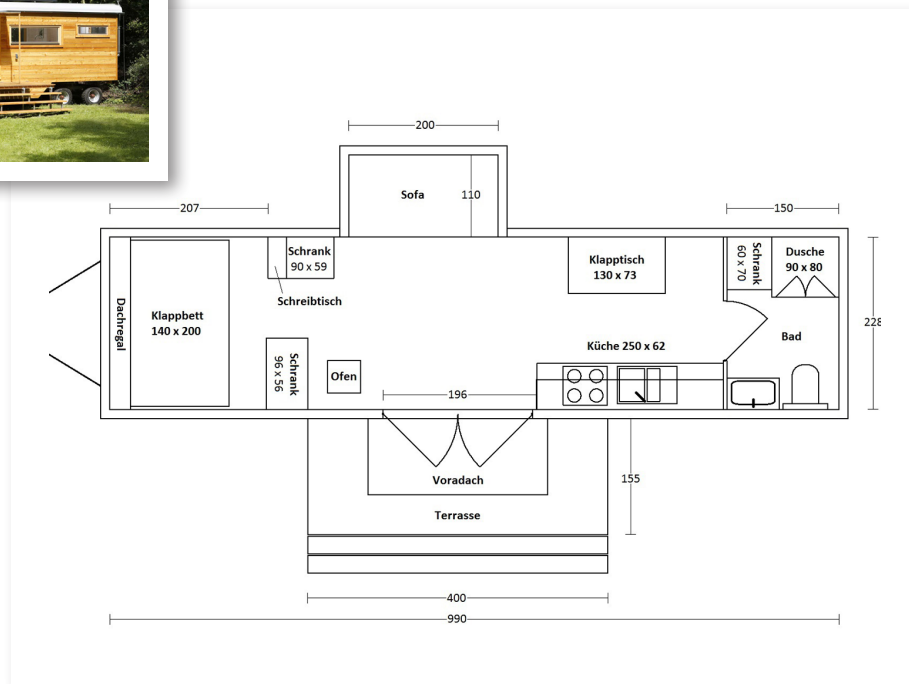 200
Sofa
110
207
150
Schrank
90 x 59
Schreibtisch
Klapptisch
130 x 73
Schrank
60 x 70
Dusche
90 x 80
Dachregal
Klappbett
140 x 200
228
Bad
Küche 250 x 62
Schrank
96 x 56
Ofen
196
Voradach
155
Terrasse
400
990